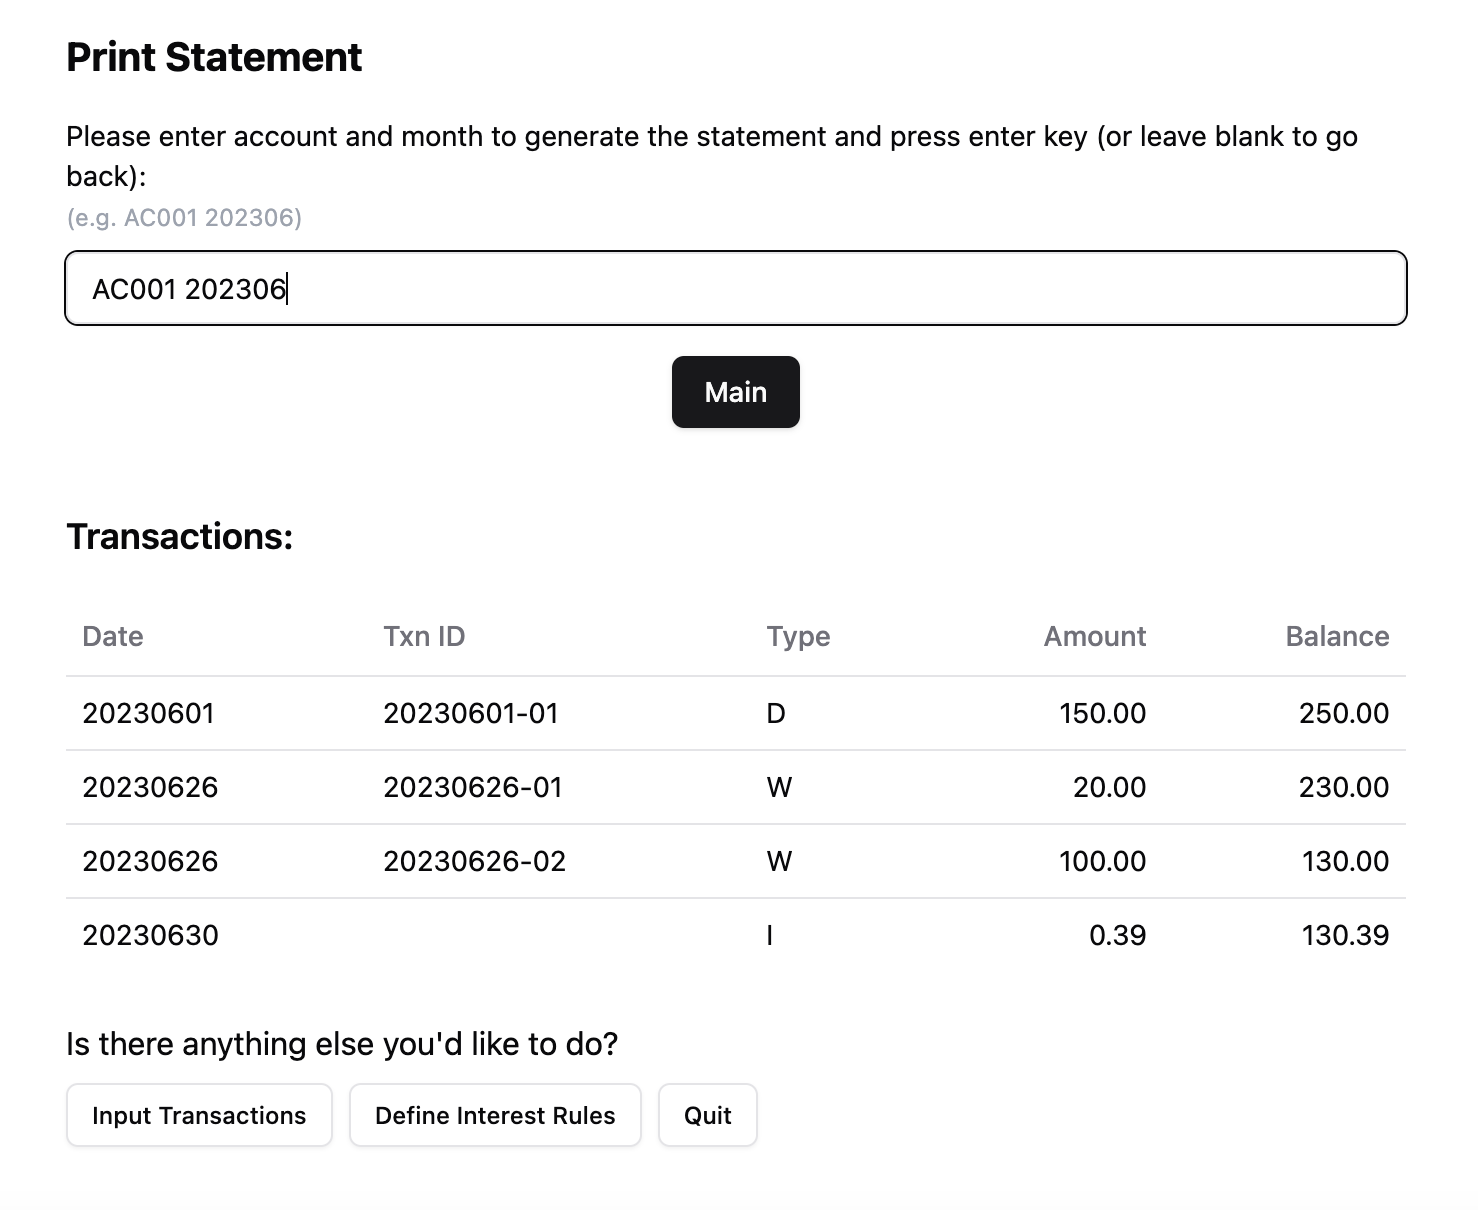 Print Statement
Please enter account and month to generate the statement and press enter key (or leave blank to go
back):
(e.g. AC001 202306)
AC001 202306
Main
Transactions:
Date Txn ID Type Amount Balance
20230601 20230601-01 D 150.00 250.00
20230626 20230626-01 W 20.00 230.00
20230626 20230626-02 W 100.00 130.00
20230630 I 0.39 130.39
Is there anything else you'd like to do?
Input Transactions Define Interest Rules Quit